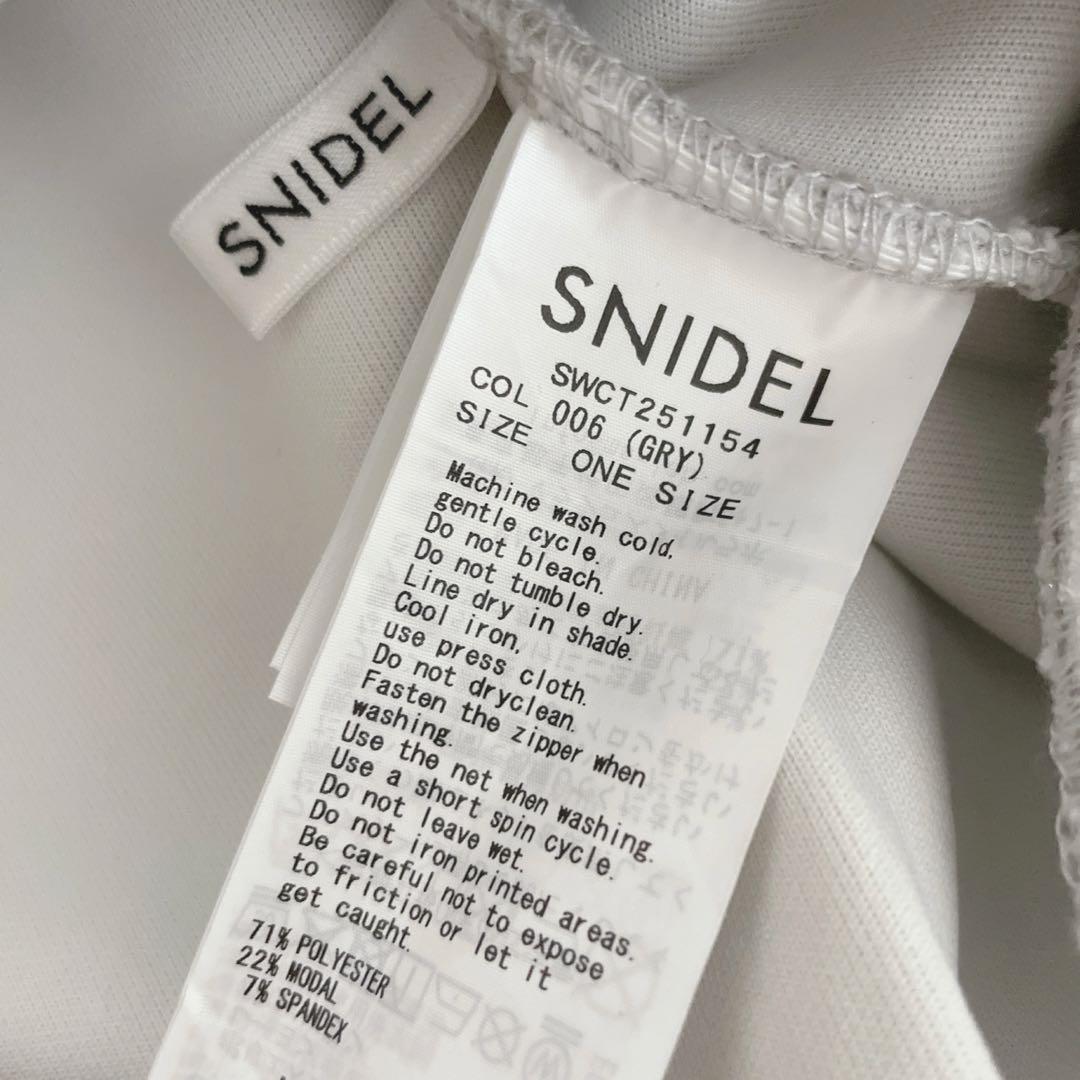 SNIDEL
SNIDEL
SWCT251154
COL 006 (GRY)
SIZE ONE SIZE
Machine wash cold,
gentle cycle.
Do not bleach.
Do not tumble dry.
Line dry in shade.
Cool iron,
use press cloth.
Do not dryclean.
Fasten the zipper when
washing.
Use the net when washing.
Use a short spin cycle.
Do not leave wet.
Do not iron printed areas.
Be careful not to expose
to friction or let it
get caught.
71% POLYESTER
22% MODAL
7% SPANDEX